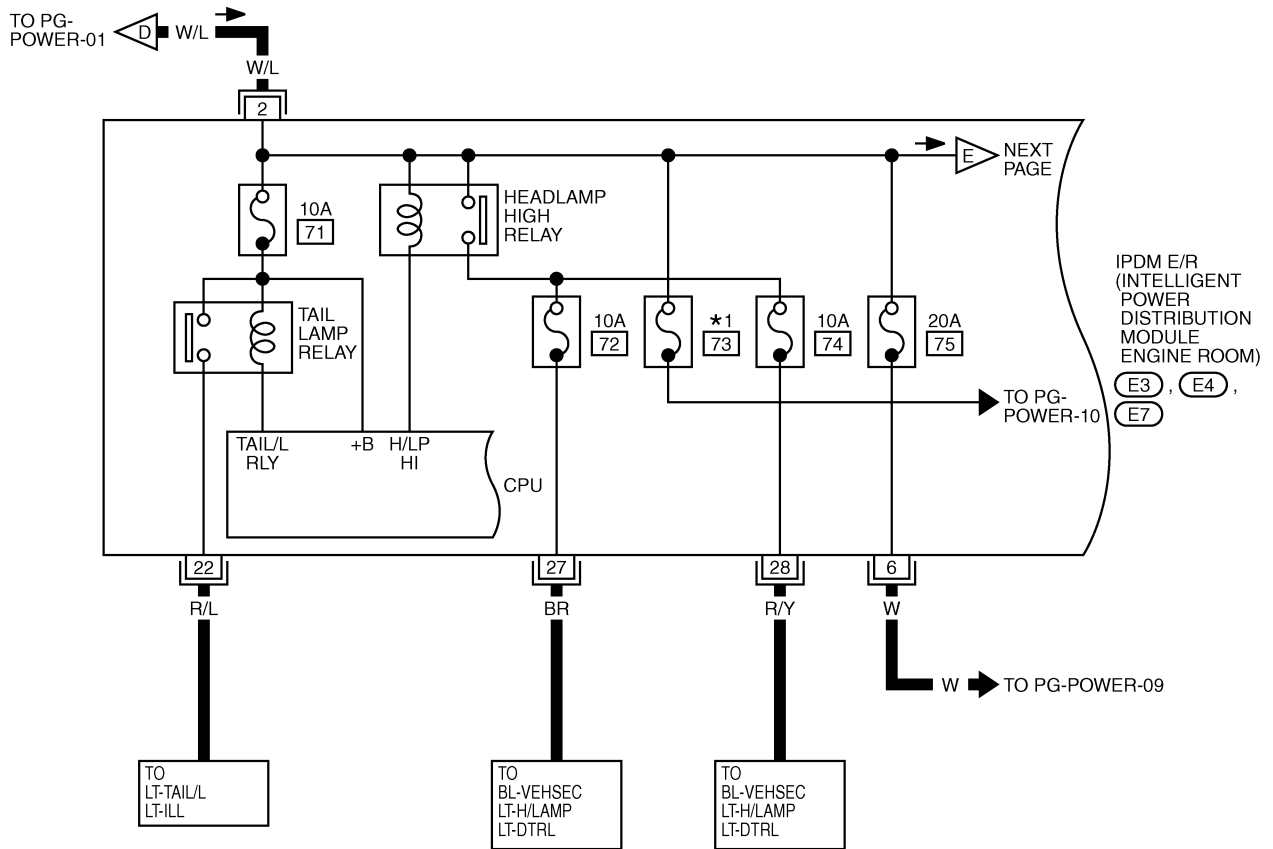 TO PG-
POWER-01
D
W/L
W/L
2
E
NEXT
PAGE
10A
71
HEADLAMP
HIGH
RELAY
TAIL
LAMP
RELAY
10A
72
★1
73
10A
74
20A
75
IPDM E/R
(INTELLIGENT
POWER
DISTRIBUTION
MODULE
ENGINE ROOM)
E3 , E4 ,
E7
TO PG-
POWER-10
TAIL/L
RLY
+B
H/LP
HI
CPU
22
27
28
6
R/L
BR
R/Y
W
W
TO PG-POWER-09
TO
LT-TAIL/L
LT-ILL
TO
BL-VEHSEC
LT-H/LAMP
LT-DTRL
TO
BL-VEHSEC
LT-H/LAMP
LT-DTRL